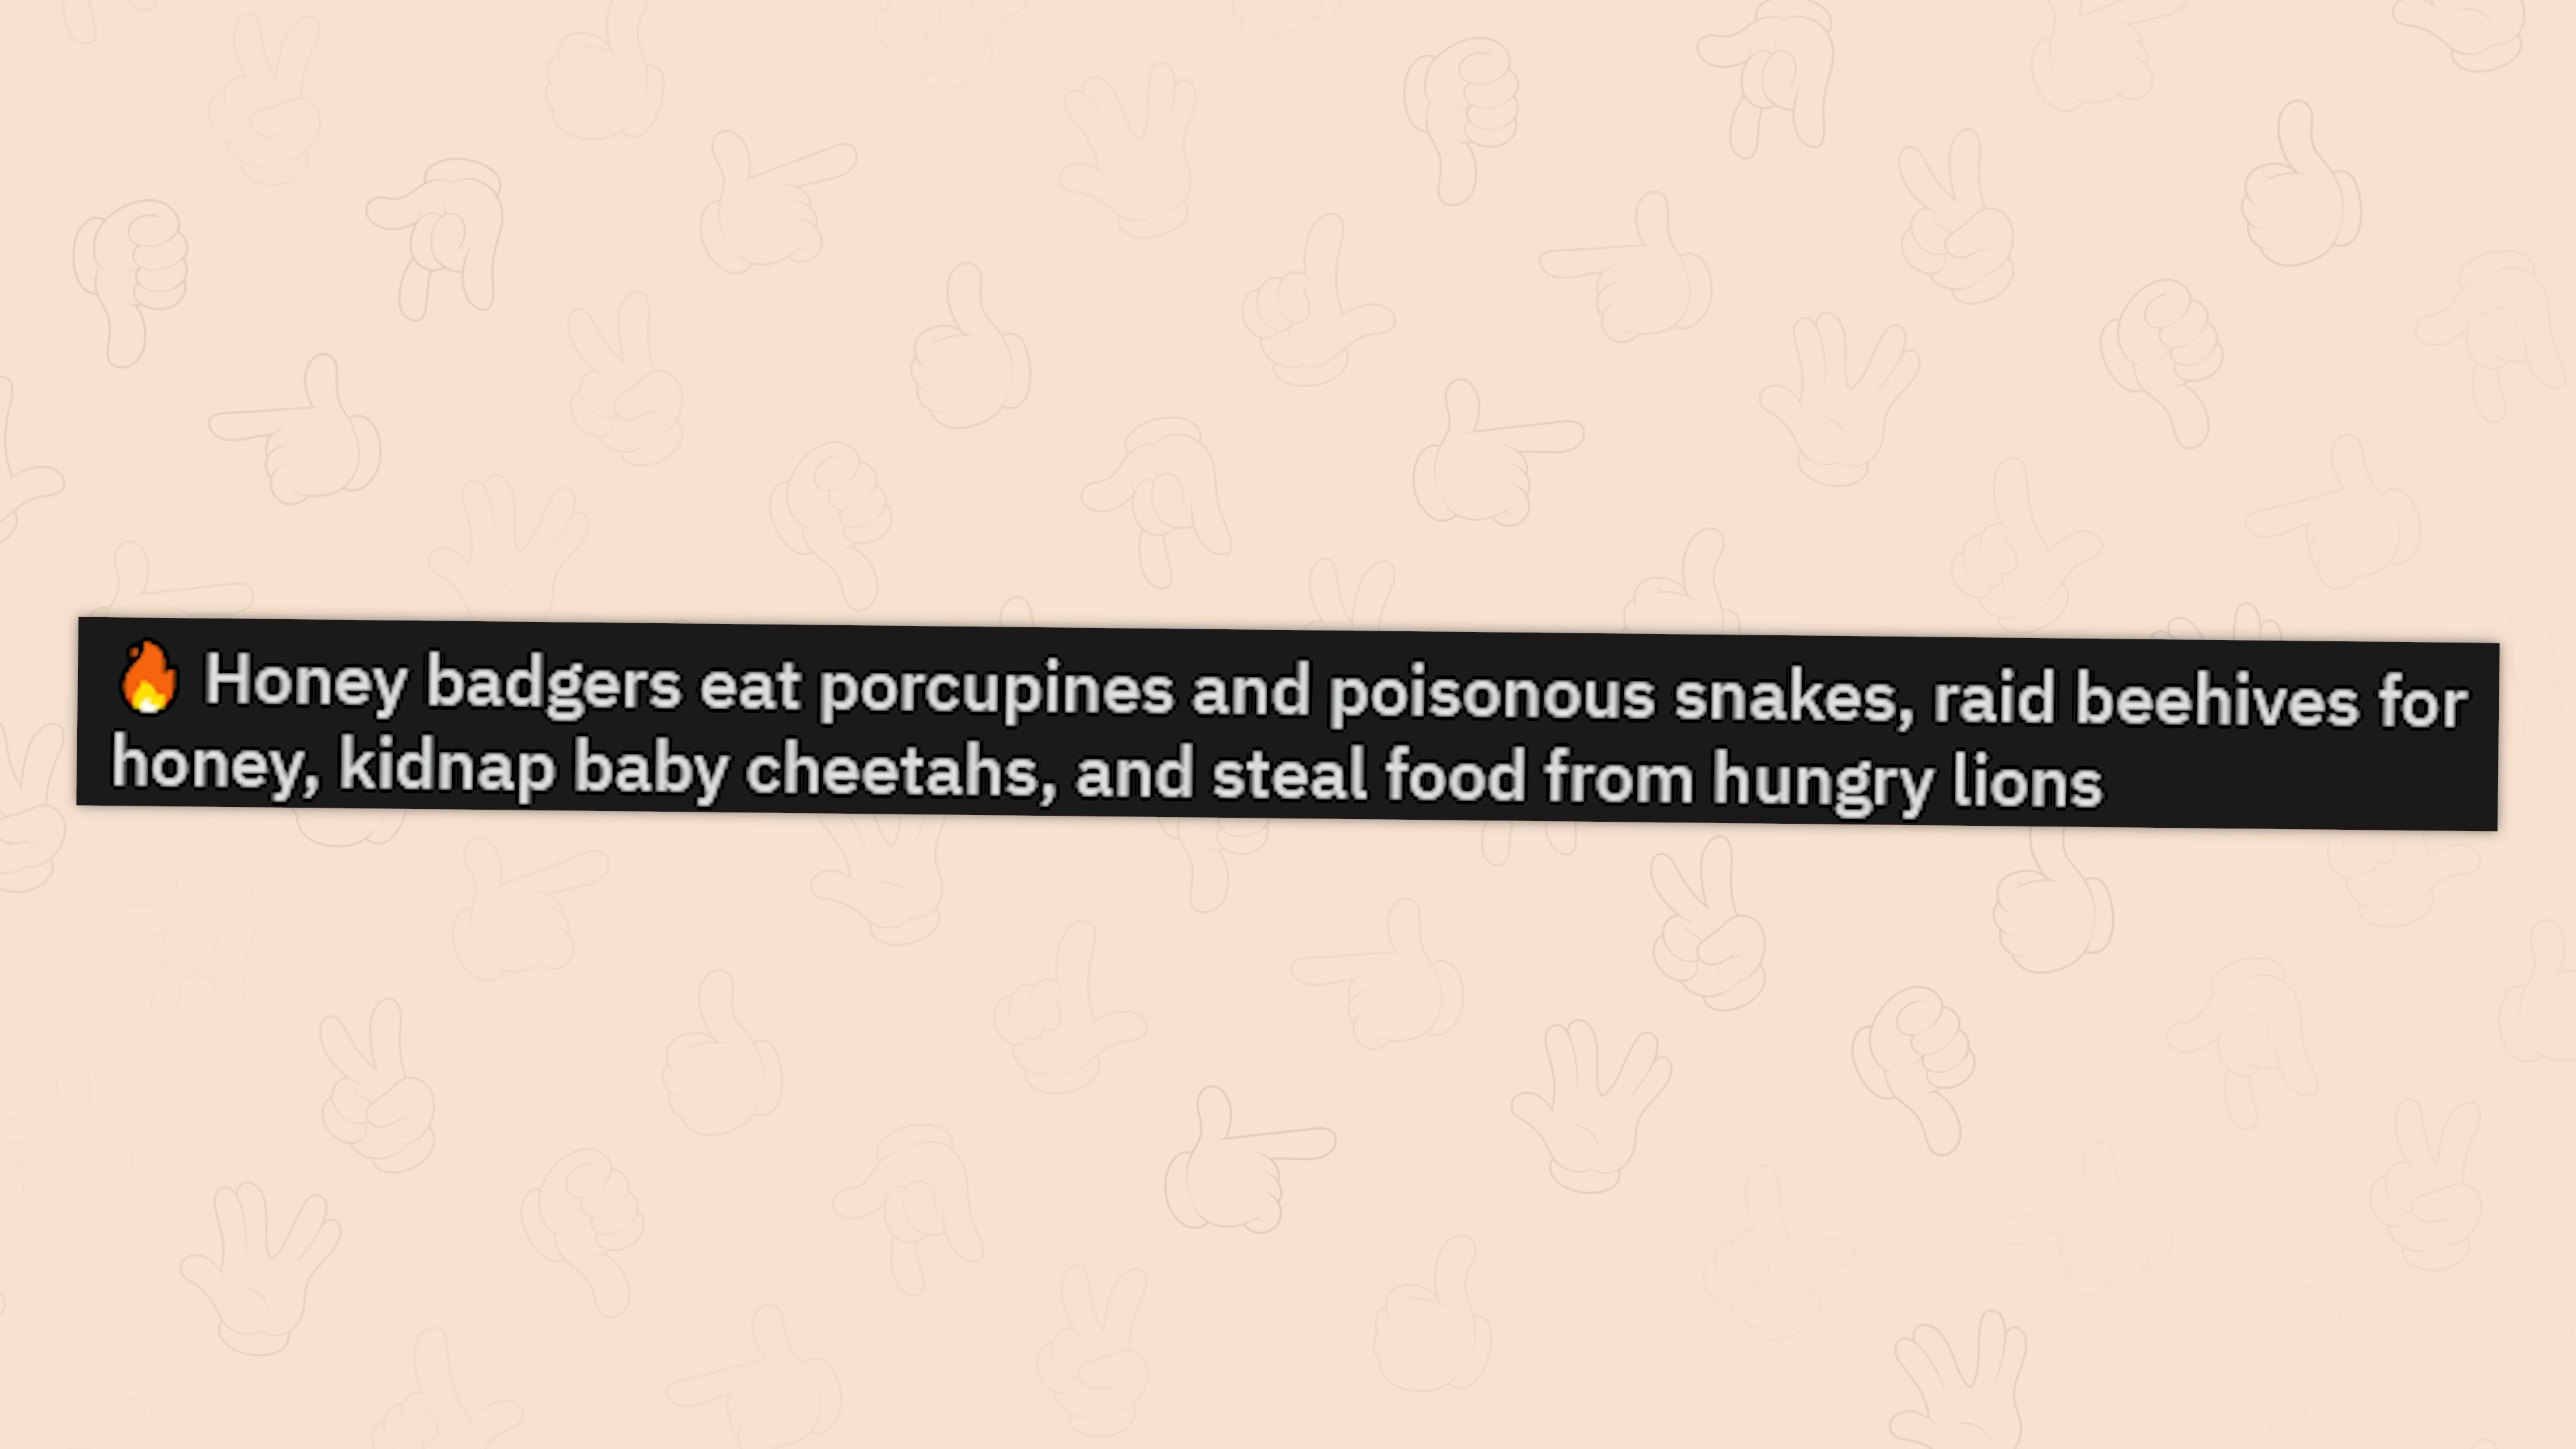 🔥 Honey badgers eat porcupines and poisonous snakes, raid beehives for
honey, kidnap baby cheetahs, and steal food from hungry lions